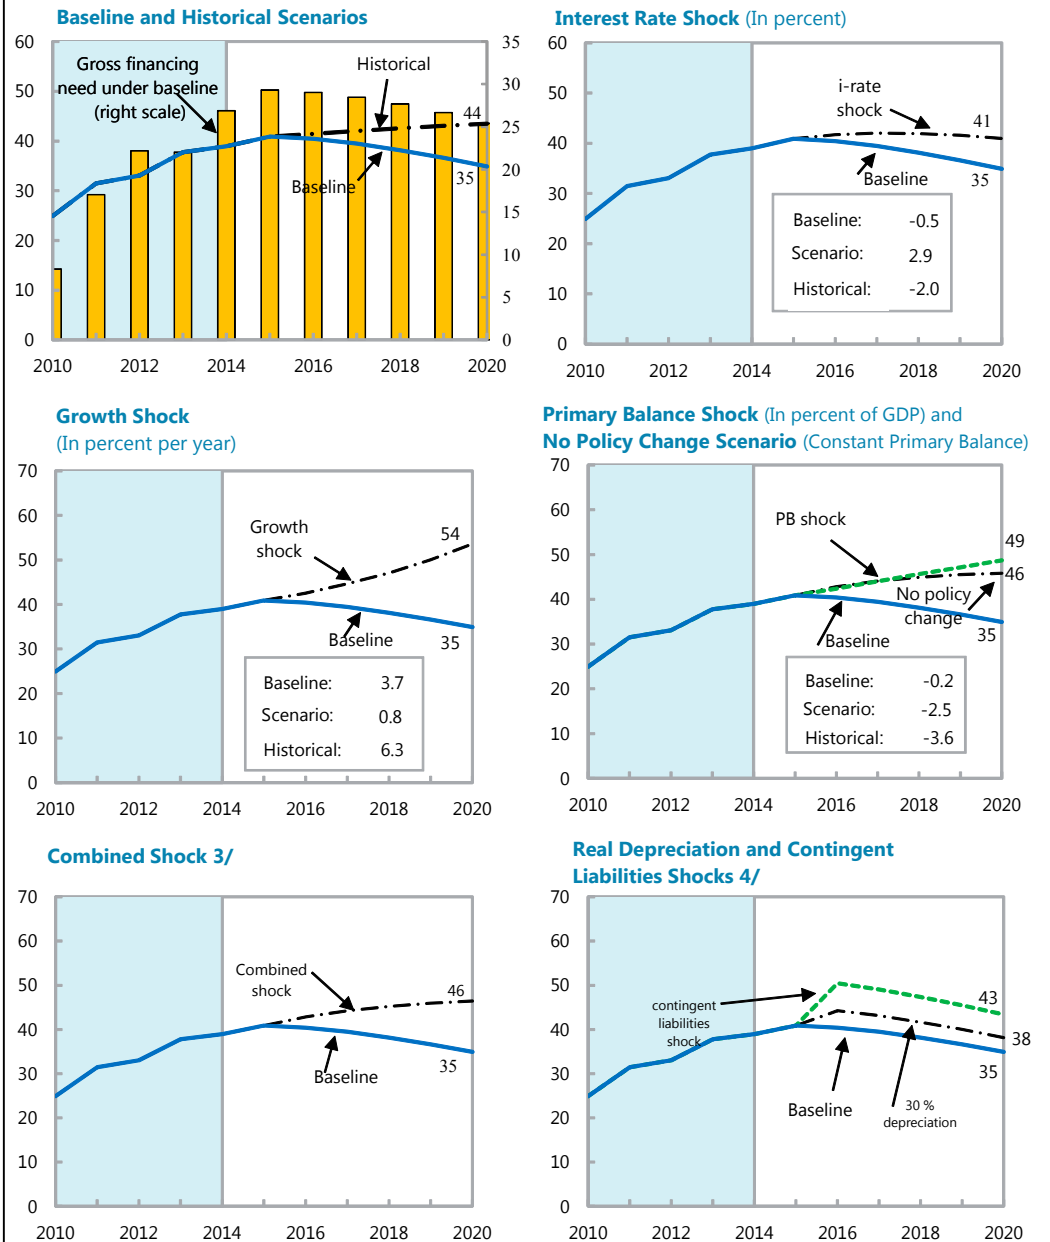 Baseline and Historical Scenarios
60
50
40
30
20
10
0
35
30
25
20
15
10
5
0
Gross financing
need under baseline
(right scale)
Historical
44
Baseline
35
2010 2012 2014 2016 2018 2020
Interest Rate Shock (In percent)
60
50
40
30
20
10
0
i-rate
shock
41
Baseline
35
Baseline: -0.5
Scenario: 2.9
Historical: -2.0
2010 2012 2014 2016 2018 2020
Growth Shock
(In percent per year)
70
60
50
40
30
20
10
0
Growth
shock
54
Baseline
35
Baseline: 3.7
Scenario: 0.8
Historical: 6.3
2010 2012 2014 2016 2018 2020
Primary Balance Shock (In percent of GDP) and
No Policy Change Scenario (Constant Primary Balance)
70
60
50
40
30
20
10
0
PB shock
49
46
No policy
change
Baseline
35
Baseline: -0.2
Scenario: -2.5
Historical: -3.6
2010 2012 2014 2016 2018 2020
Combined Shock 3/
70
60
50
40
30
20
10
0
Combined
shock
46
Baseline
35
2010 2012 2014 2016 2018 2020
Real Depreciation and Contingent
Liabilities Shocks 4/
70
60
50
40
30
20
10
0
contingent
liabilities
shock
43
38
35
Baseline
30 %
depreciation
2010 2012 2014 2016 2018 2020